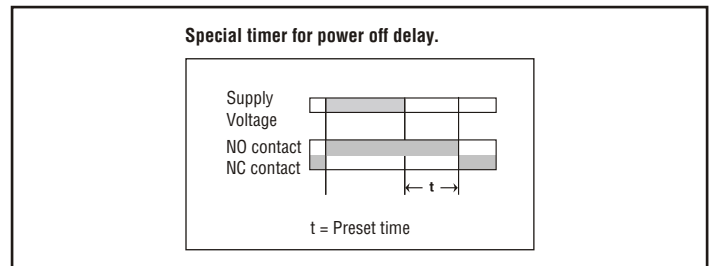 Special timer for power off delay.
Supply
Voltage
NO contact
NC contact
t
t = Preset time